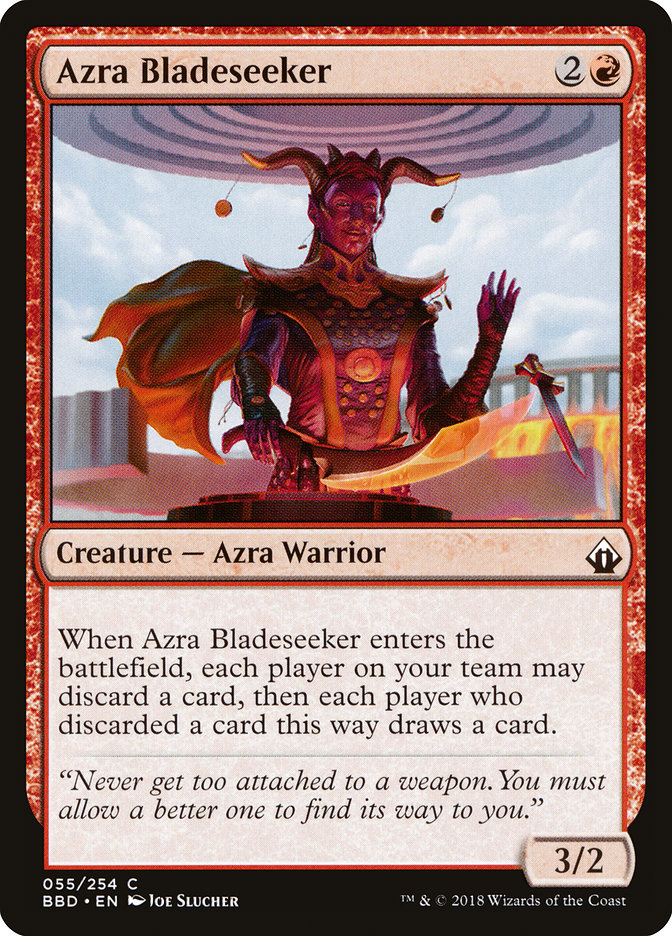 Azra Bladeseeker 2
Creature — Azra Warrior
When Azra Bladeseeker enters the
battlefield, each player on your team may
discard a card, then each player who
discarded a card this way draws a card.
“Never get too attached to a weapon. You must
allow a better one to find its way to you.”
3/2
055/254 C
BBD • EN Joe Slucher
™ & © 2018 Wizards of the Coast